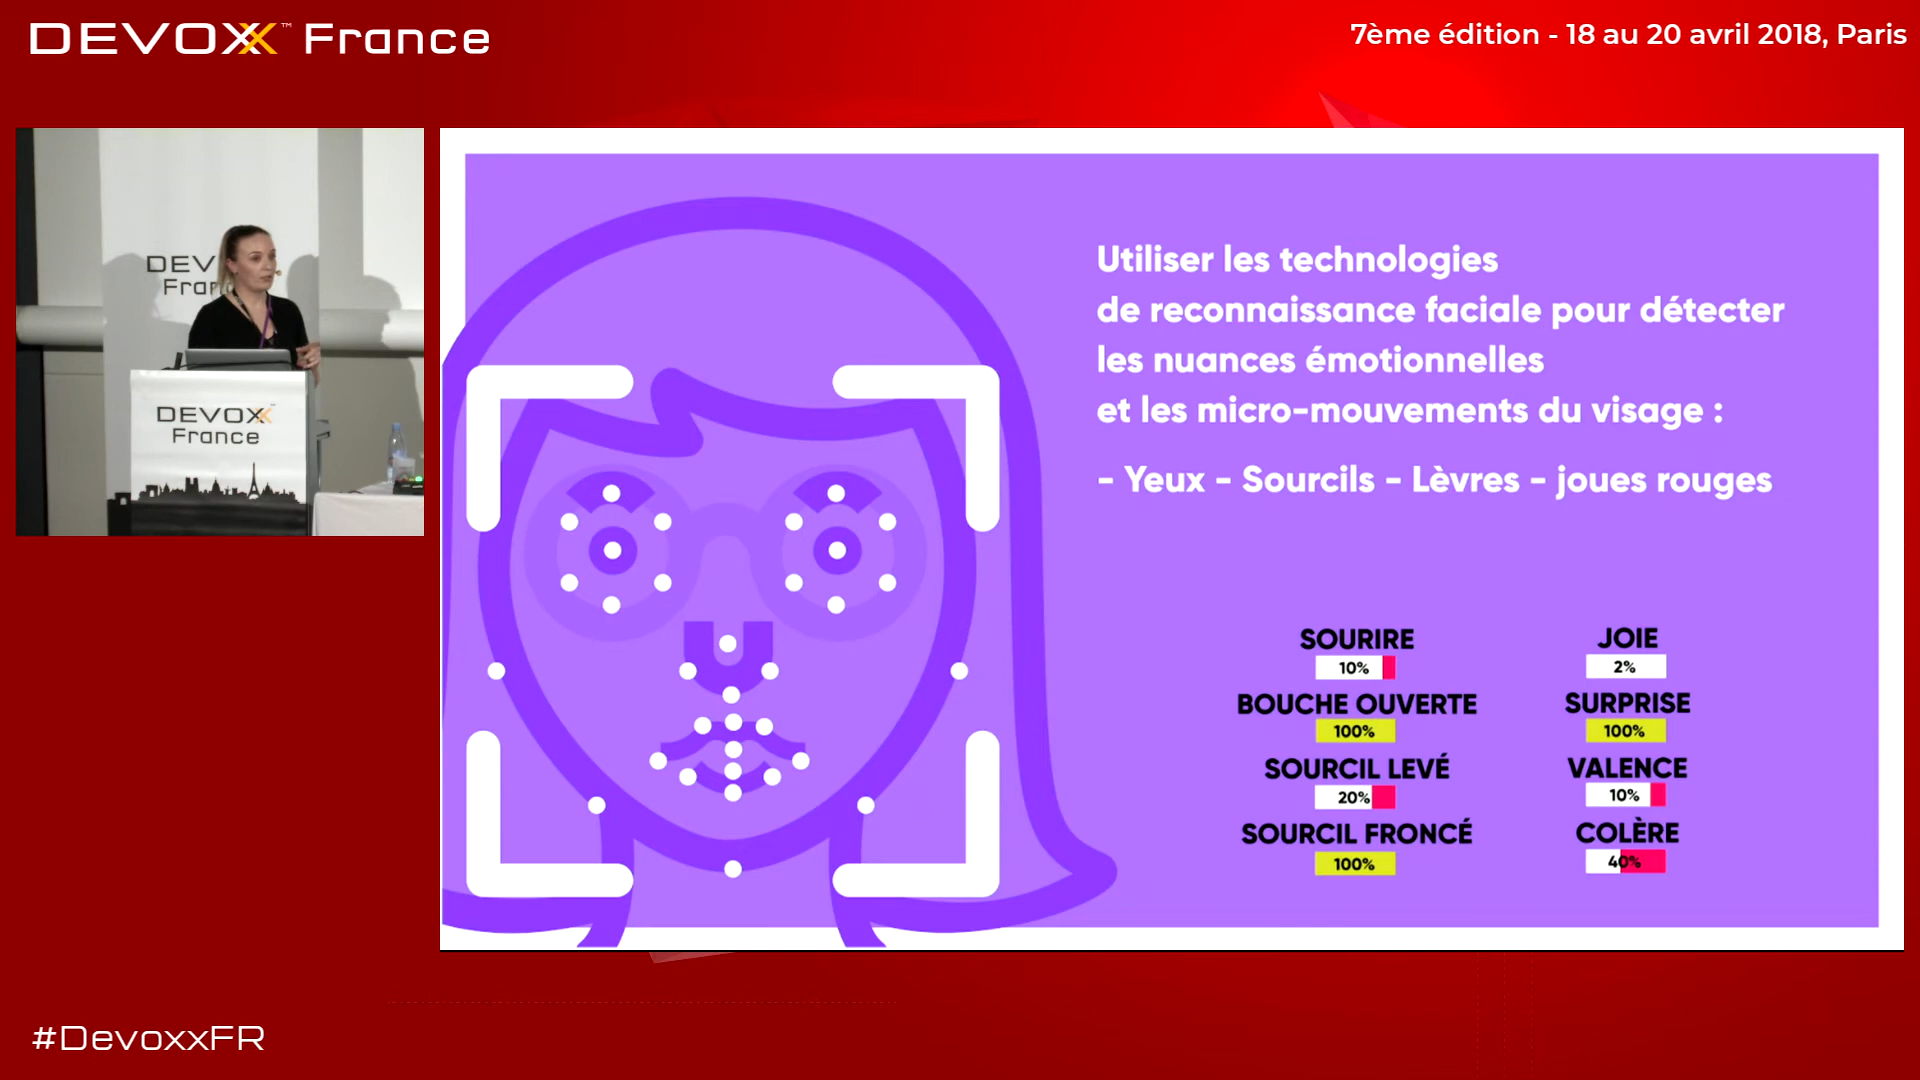 DEVOXX™ France
7ème édition - 18 au 20 avril 2018, Paris
DEV
Fran
DEVOXX™
France
Utiliser les technologies
de reconnaissance faciale pour détecter
les nuances émotionnelles
et les micro-mouvements du visage :
- Yeux - Sourcils - Lèvres - joues rouges
SOURIRE
10%
BOUCHE OUVERTE
100%
SOURCIL LEVÉ
20%
SOURCIL FRONCÉ
100%
JOIE
2%
SURPRISE
100%
VALENCE
10%
COLÈRE
40%
#DevoxxFR